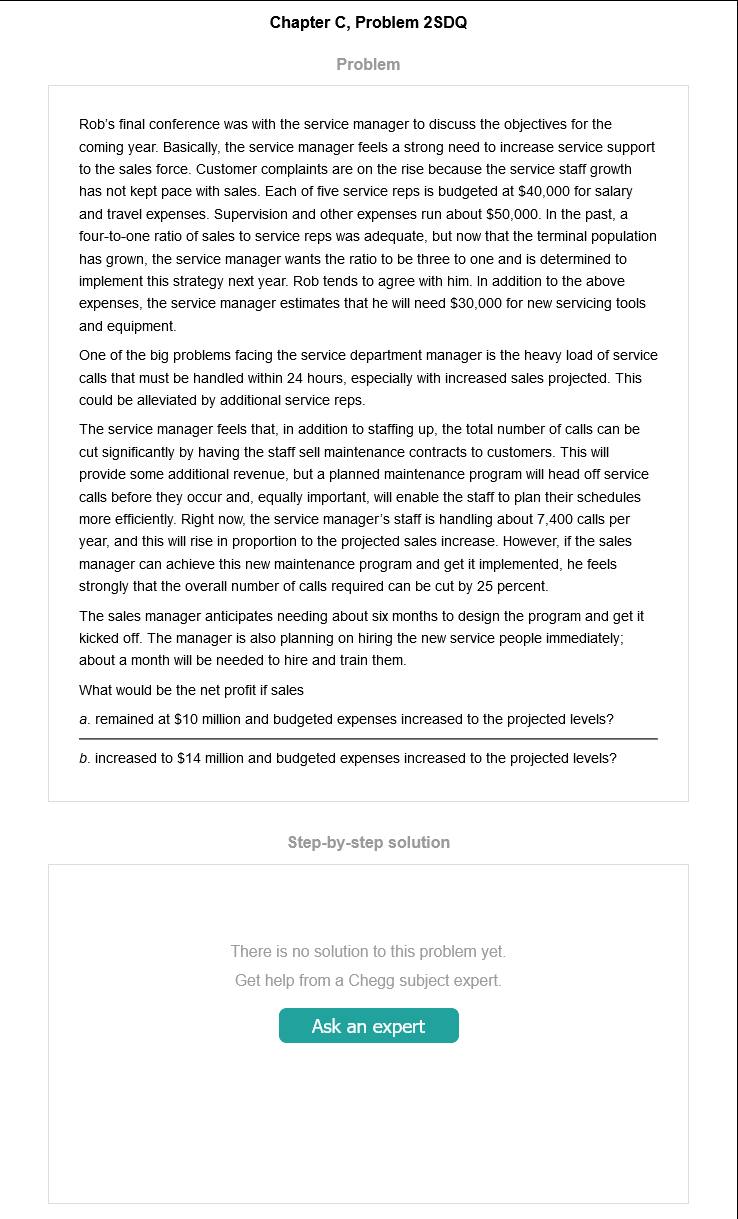 Chapter C, Problem 2SDQ
Problem
Rob’s final conference was with the service manager to discuss the objectives for the
coming year. Basically, the service manager feels a strong need to increase service support
to the sales force. Customer complaints are on the rise because the service staff growth
has not kept pace with sales. Each of five service reps is budgeted at $40,000 for salary
and travel expenses. Supervision and other expenses run about $50,000. In the past, a
four-to-one ratio of sales to service reps was adequate, but now that the terminal population
has grown, the service manager wants the ratio to be three to one and is determined to
implement this strategy next year. Rob tends to agree with him. In addition to the above
expenses, the service manager estimates that he will need $30,000 for new servicing tools
and equipment.
One of the big problems facing the service department manager is the heavy load of service
calls that must be handled within 24 hours, especially with increased sales projected. This
could be alleviated by additional service reps.
The service manager feels that, in addition to staffing up, the total number of calls can be
cut significantly by having the staff sell maintenance contracts to customers. This will
provide some additional revenue, but a planned maintenance program will head off service
calls before they occur and, equally important, will enable the staff to plan their schedules
more efficiently. Right now, the service manager’s staff is handling about 7,400 calls per
year, and this will rise in proportion to the projected sales increase. However, if the sales
manager can achieve this new maintenance program and get it implemented, he feels
strongly that the overall number of calls required can be cut by 25 percent.
The sales manager anticipates needing about six months to design the program and get it
kicked off. The manager is also planning on hiring the new service people immediately;
about a month will be needed to hire and train them.
What would be the net profit if sales
a. remained at $10 million and budgeted expenses increased to the projected levels?
b. increased to $14 million and budgeted expenses increased to the projected levels?
Step-by-step solution
There is no solution to this problem yet.
Get help from a Chegg subject expert.
Ask an expert